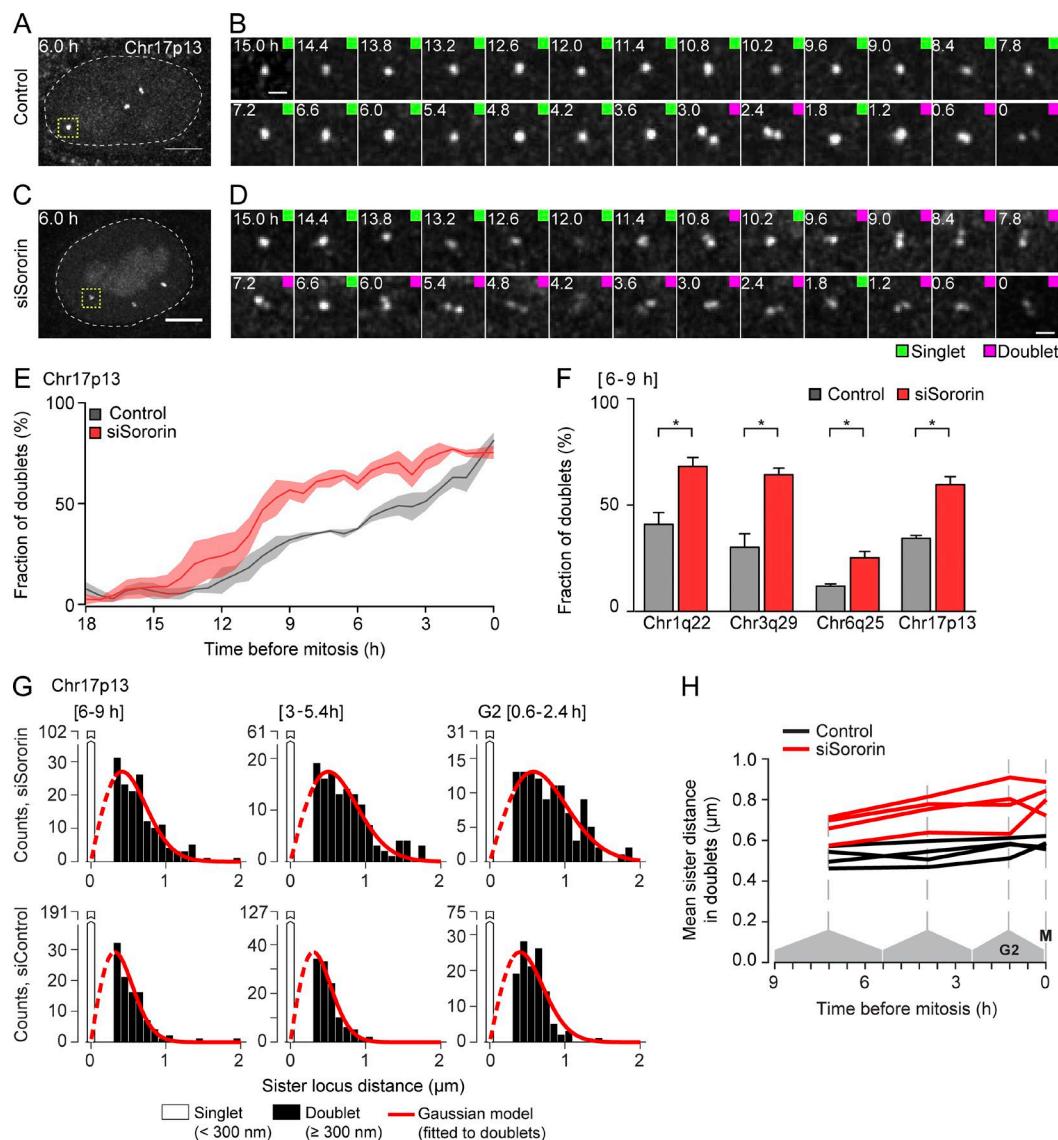 A
6.0 h Chr17p13
Control
B
15.0 h 14.4 13.8 13.2 12.6 12.0 11.4 10.8 10.2 9.6 9.0 8.4 7.8
7.2 6.6 6.0 5.4 4.8 4.2 3.6 3.0 2.4 1.8 1.2 0.6 0
C
6.0 h
siSororin
D
15.0 h 14.4 13.8 13.2 12.6 12.0 11.4 10.8 10.2 9.6 9.0 8.4 7.8
7.2 6.6 6.0 5.4 4.8 4.2 3.6 3.0 2.4 1.8 1.2 0.6 0
Singlet Doublet
E Chr17p13
Control
siSororin
Fraction of doublets (%)
100
50
0
18 15 12 9 6 3 0
Time before mitosis (h)
F [6-9 h]
Control siSororin
Fraction of doublets (%)
100
50
0
* * * *
Chr1q22 Chr3q29 Chr6q25 Chr17p13
G Chr17p13
[6-9 h] [3-5.4h] G2 [0.6-2.4 h]
Counts, siSororin
102
30
20
10
0
61
20
10
0
31
15
10
5
0
0 1 2 0 1 2 0 1 2
Counts, siControl
191
30
20
10
0
127
40
20
0
75
30
20
10
0
0 1 2 0 1 2 0 1 2
Sister locus distance (µm)
Singlet Doublet Gaussian model
(< 300 nm) (≥ 300 nm) (fitted to doublets)
H
Control
siSororin
Mean sister distance
in doublets (µm)
1.0
0.8
0.6
0.4
0.2
0.0
G2 M
9 6 3 0
Time before mitosis (h)